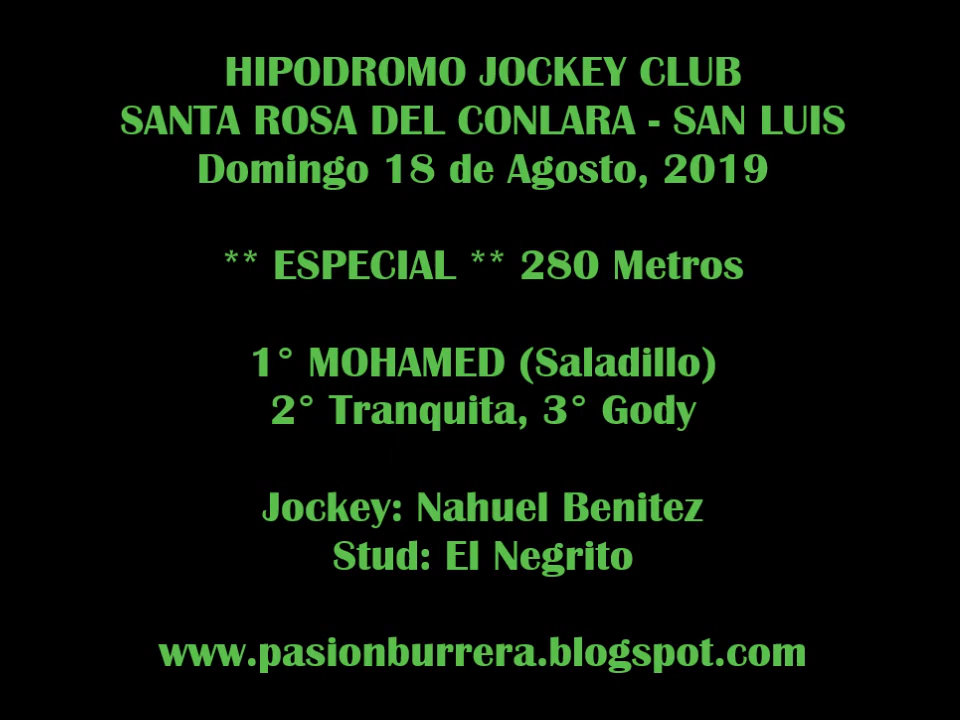 HIPODROMO JOCKEY CLUB
SANTA ROSA DEL CONLARA - SAN LUIS
Domingo 18 de Agosto, 2019
** ESPECIAL ** 280 Metros
1° MOHAMED (Saladillo)
2° Tranquita, 3° Gody
Jockey: Nahuel Benitez
Stud: El Negrito
www.pasionburrera.blogspot.com